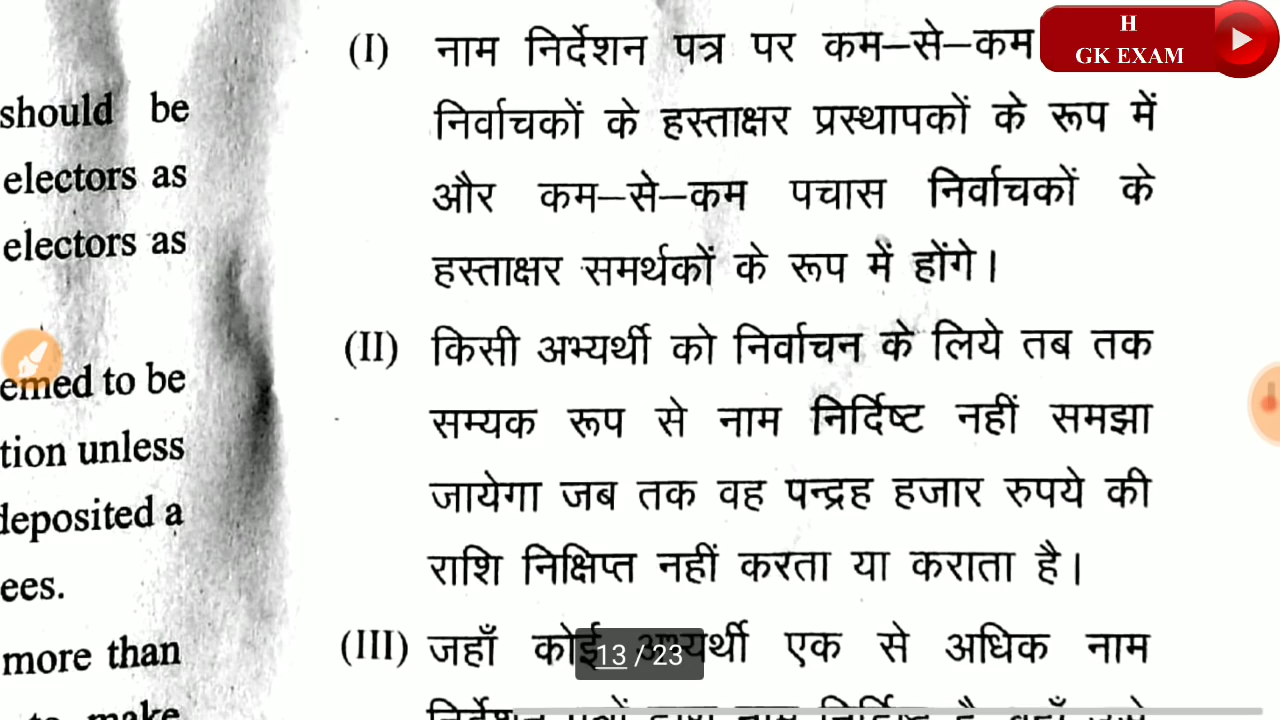 H
GK EXAM
should be
electors as
electors as
emed to be
tion unless
deposited a
ees.
more than
to make
(I) नाम निर्देशन पत्र पर कम–से–कम
निर्वाचकों के हस्ताक्षर प्रस्थापकों के रूप में
और कम–से–कम पचास निर्वाचकों के
हस्ताक्षर समर्थकों के रूप में होंगे।
(II) किसी अभ्यर्थी को निर्वाचन के लिये तब तक
सम्यक रूप से नाम निर्दिष्ट नहीं समझा
जायेगा जब तक वह पन्द्रह हजार रुपये की
राशि निक्षिप्त नहीं करता या कराता है।
(III) जहाँ कोई अभ्यर्थी एक से अधिक नाम
13 / 23